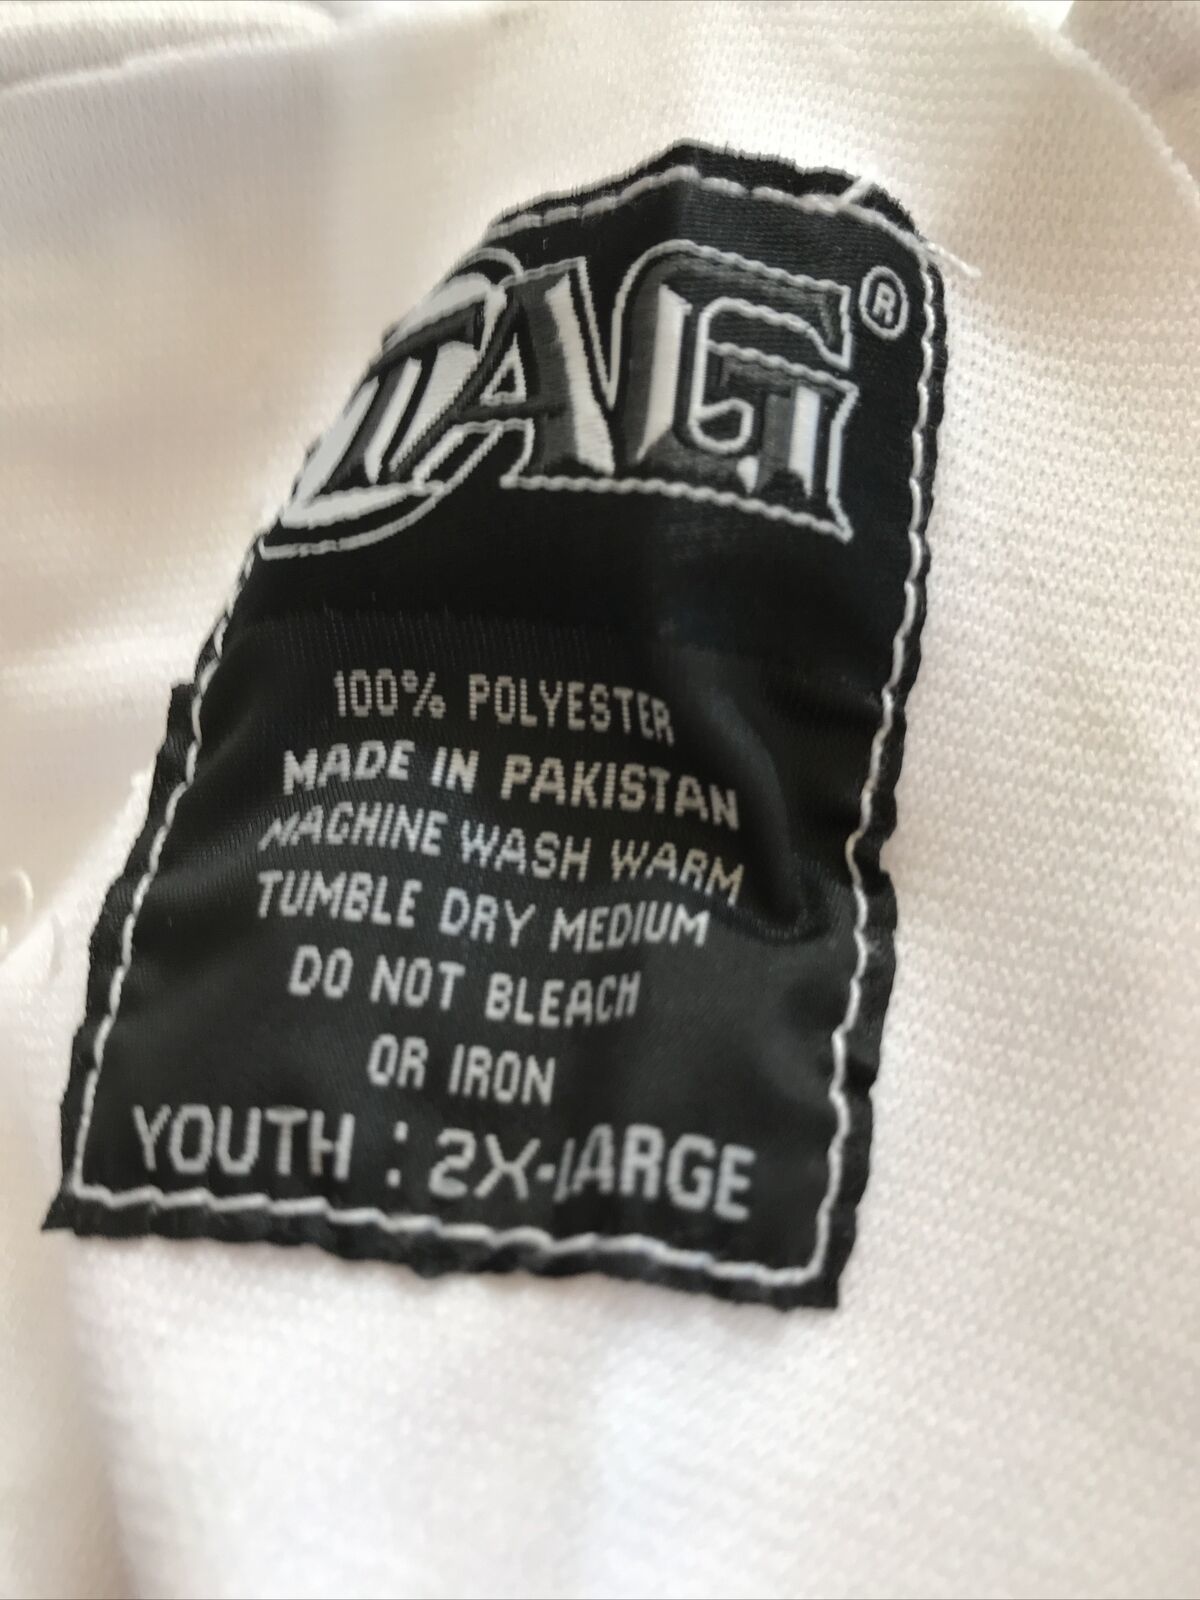 TAG®
100% POLYESTER
MADE IN PAKISTAN
MACHINE WASH WARM
TUMBLE DRY MEDIUM
DO NOT BLEACH
OR IRON
YOUTH : 2X-LARGE